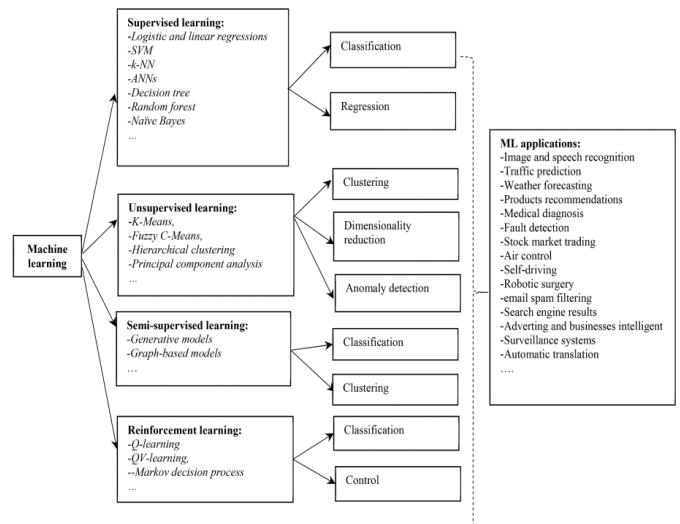 Machine
learning
Supervised learning:
-Logistic and linear regressions
-SVM
-k-NN
-ANNs
-Decision tree
-Random forest
-Naïve Bayes
…
Classification
Regression
Unsupervised learning:
-K-Means,
-Fuzzy C-Means,
-Hierarchical clustering
-Principal component analysis
…
Clustering
Dimensionality
reduction
Anomaly detection
Semi-supervised learning:
-Generative models
-Graph-based models
…
Classification
Clustering
Reinforcement learning:
-Q-learning
-QV-learning,
--Markov decision process
…
Classification
Control
ML applications:
-Image and speech recognition
-Traffic prediction
-Weather forecasting
-Products recommendations
-Medical diagnosis
-Fault detection
-Stock market trading
-Air control
-Self-driving
-Robotic surgery
-email spam filtering
-Search engine results
-Adverting and businesses intelligent
-Surveillance systems
-Automatic translation
….